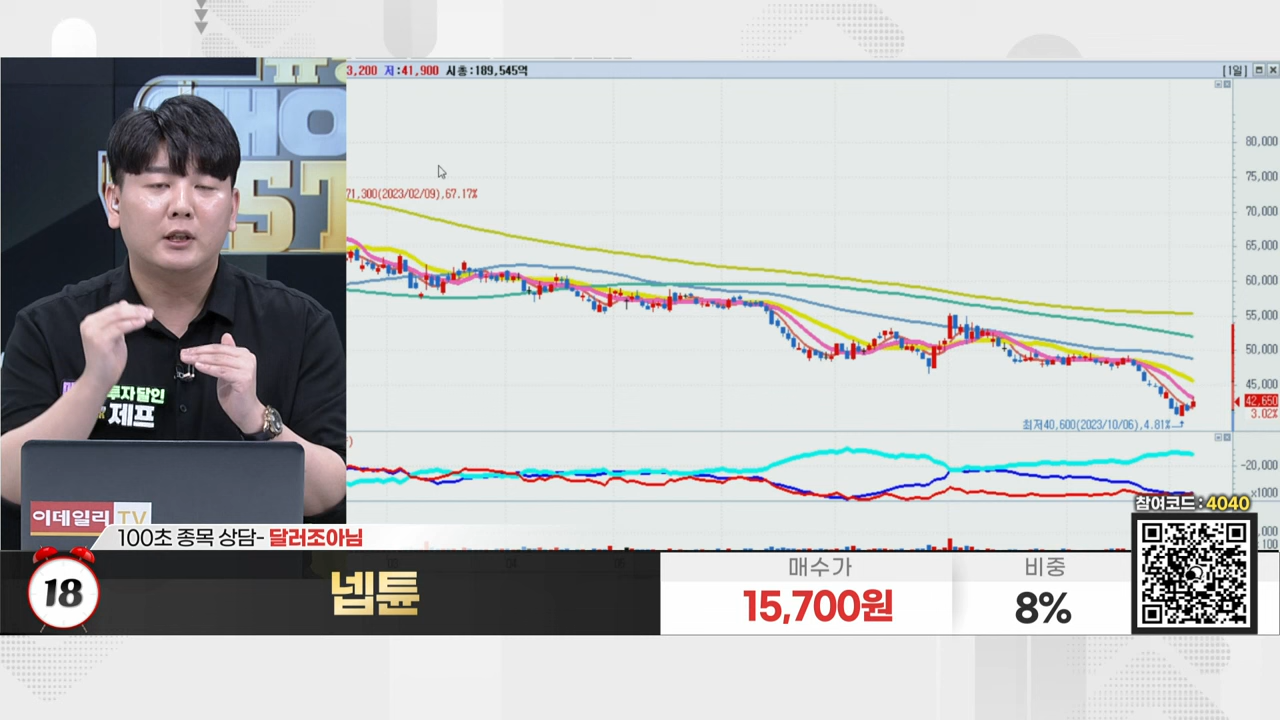 3,200 저:41,900 시총:189,545억
[1일]
80,000
75,000
71,300(2023/02/09),67.17%
70,000
65,000
60,000
55,000
50,000
45,000
42,650
3.02%
최저40,600(2023/10/06),4.81%
-20,000
x1000
투자달인
제프
이데일리TV
참여코드:4040
100초 종목 상담- 달러조아님
18
넵튠
매수가
15,700원
비중
8%